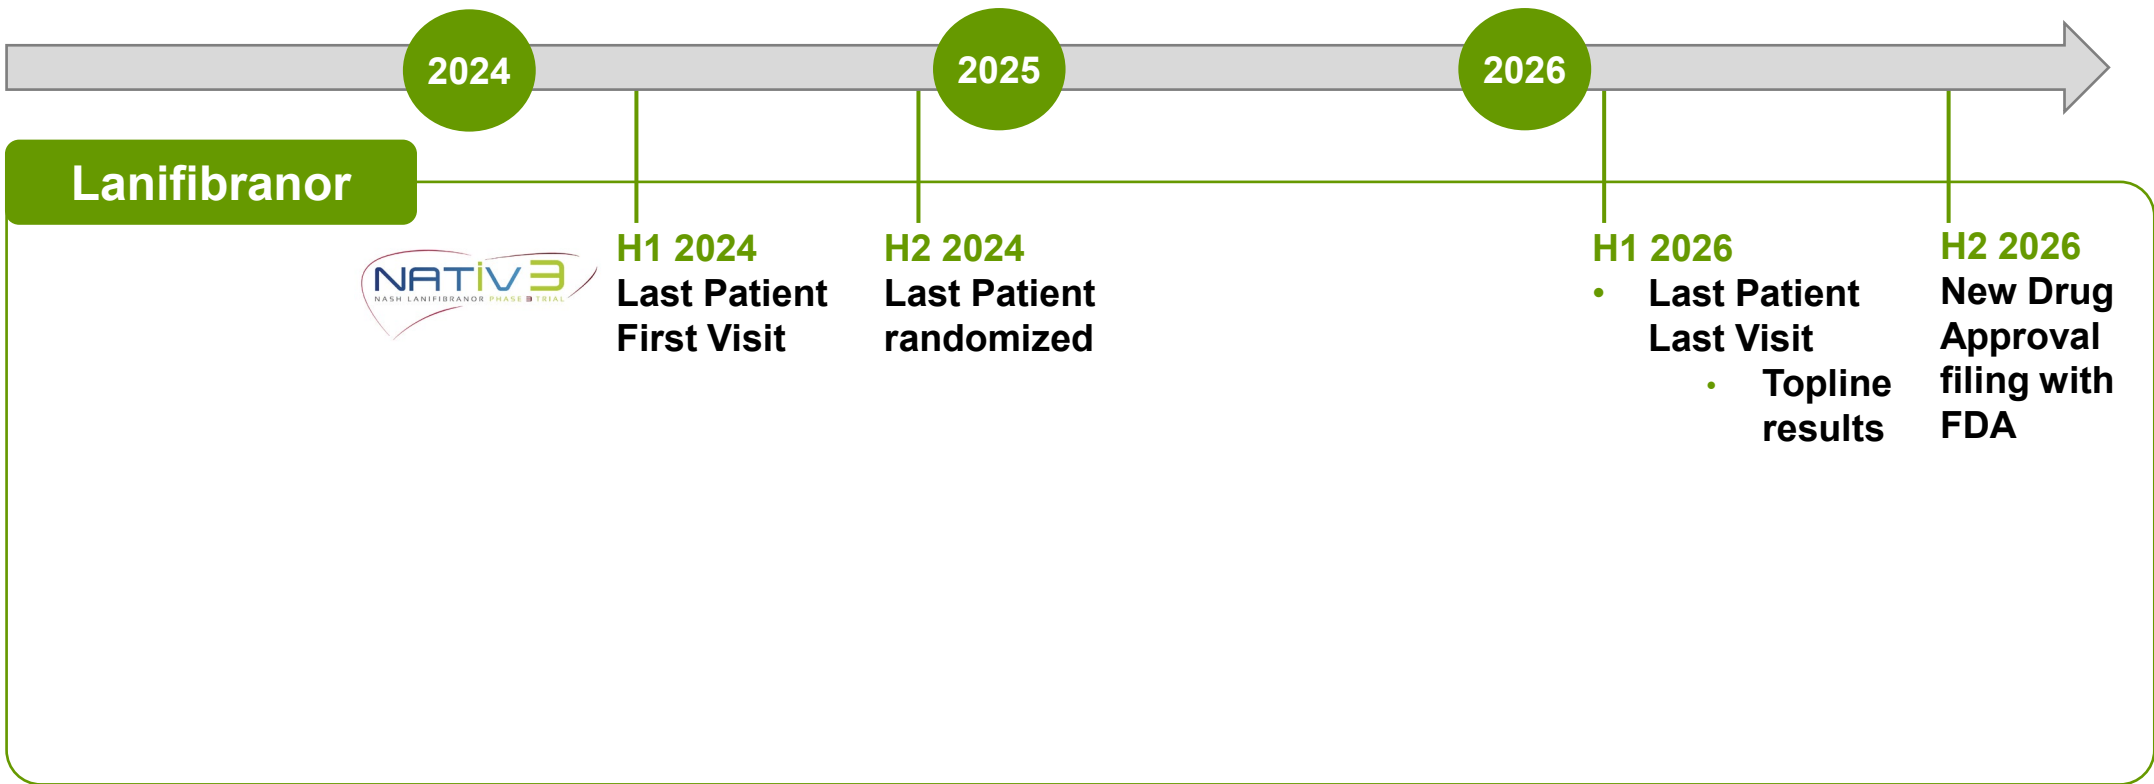 2024
2025
2026
Lanifibranor
NATiV3
NASH LANIFIBRANOR PHASE 3 TRIAL
H1 2024
Last Patient
First Visit
H2 2024
Last Patient
randomized
H1 2026
• Last Patient
Last Visit
• Topline
results
H2 2026
New Drug
Approval
filing with
FDA